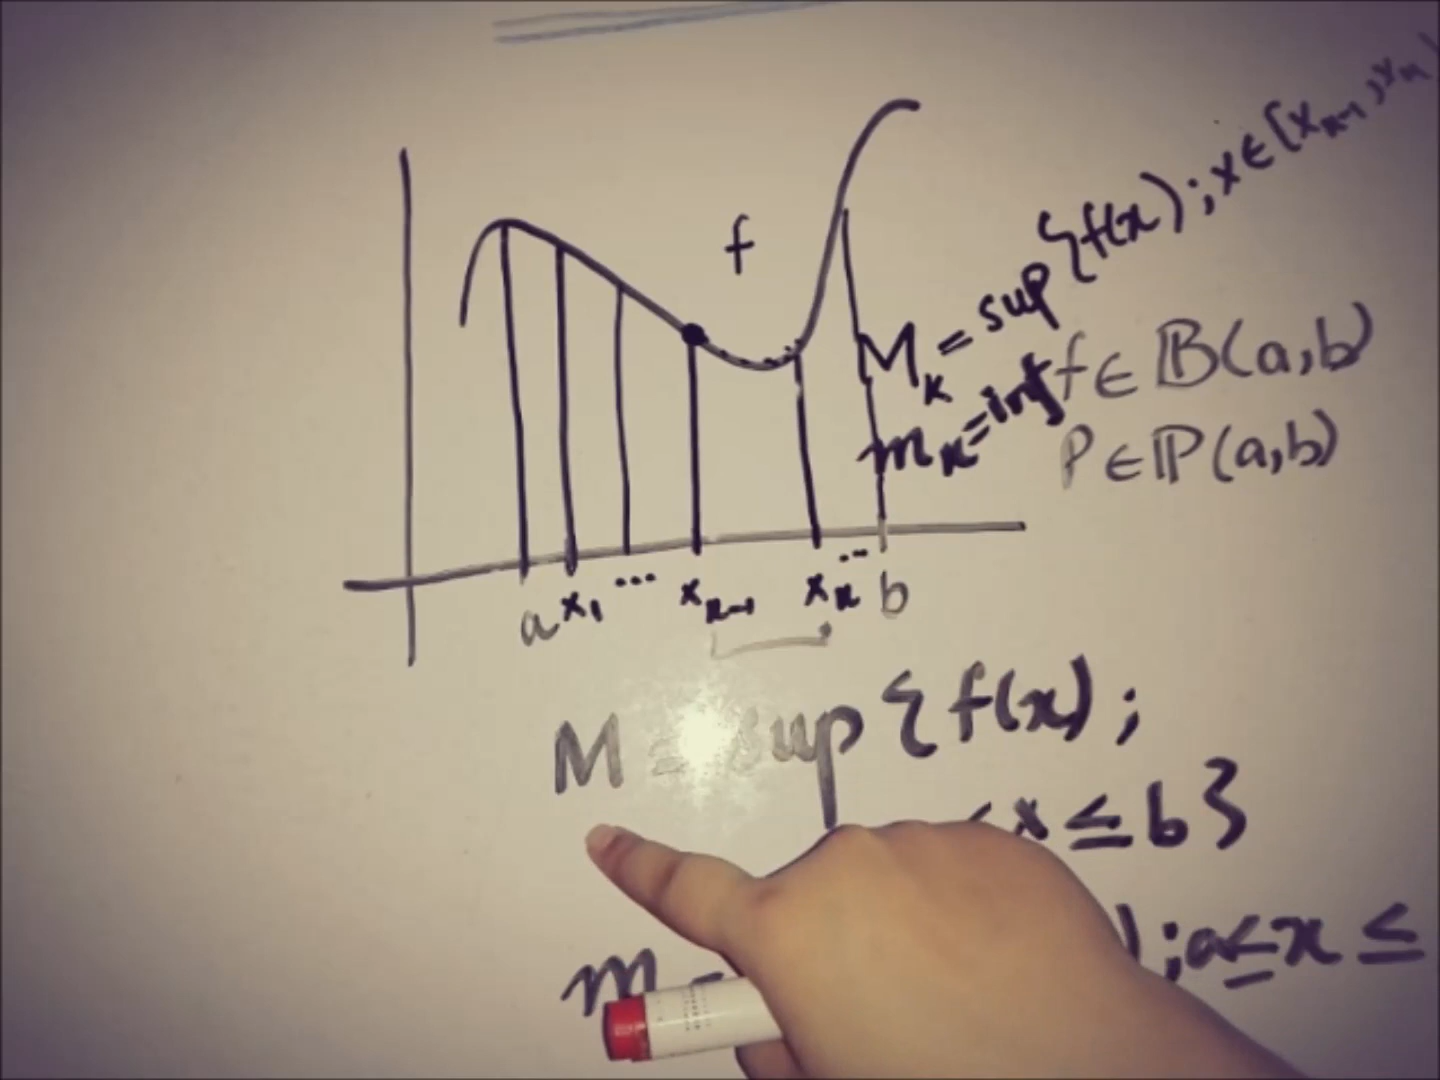 f
M_k = sup{f(x); x ∈ [x_{k-1}, x_k]
m_k = inf
f ∈ 𝔹(a,b)
P ∈ ℙ(a,b)
a x_1 ... x_{k-1} x_k ... b
M = sup{f(x);
x ≤ b}
m
); a ≤ x ≤